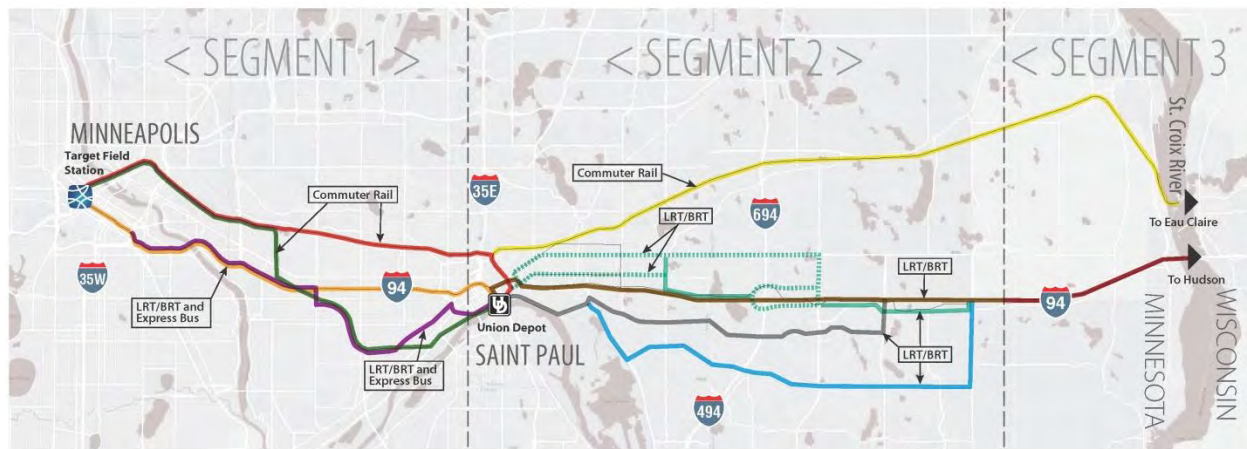 < SEGMENT 1 >
< SEGMENT 2 >
< SEGMENT 3
MINNEAPOLIS
Target Field
Station
Commuter Rail
35E
Commuter Rail
694
LRT/BRT
St. Croix River
To Eau Claire
35W
LRT/BRT and
Express Bus
94
LRT/BRT
94
To Hudson
UD
Union Depot
SAINT PAUL
LRT/BRT and
Express Bus
LRT/BRT
494
MINNESOTA
WISCONSIN